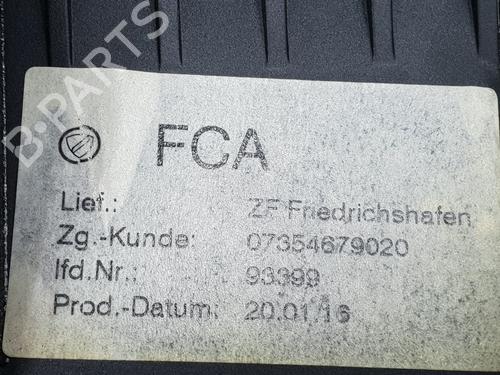 B-PARTS
FCA
Lief.: ZF Friedrichshafen
Zg.-Kunde: 07354679020
lfd.Nr.: 93399
Prod.-Datum: 20.01.16